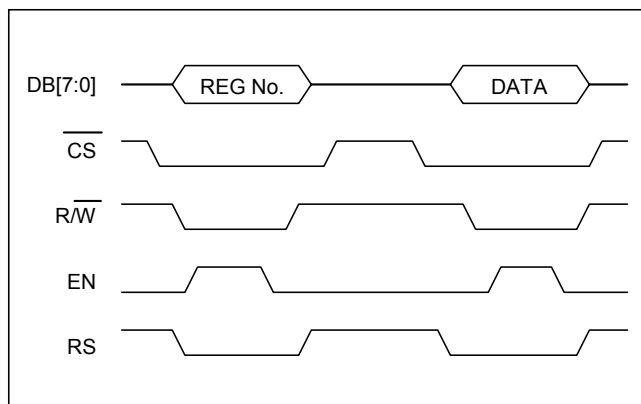 DB[7:0]
REG No.
DATA
CS
R/W
EN
RS